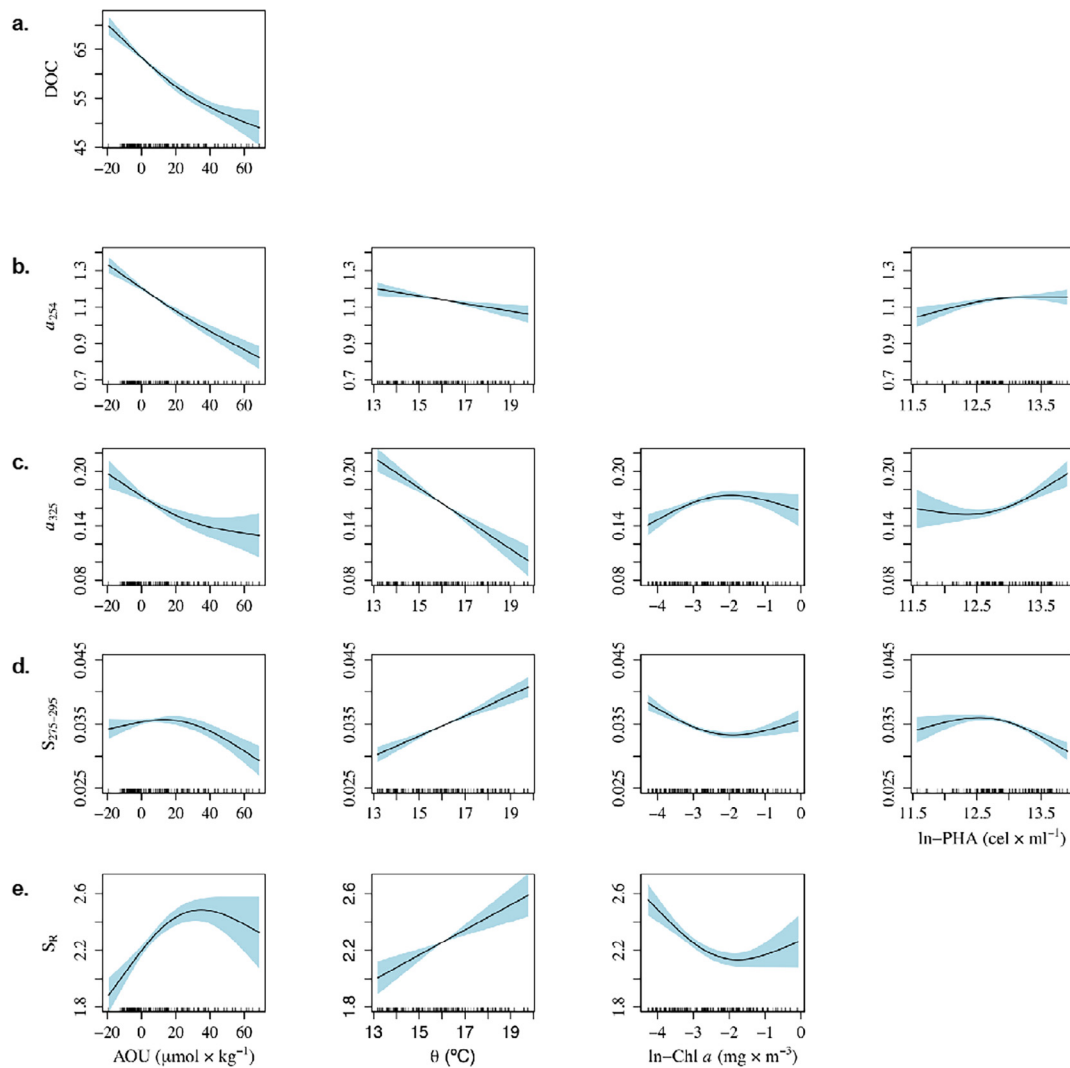 a.
DOC
65
55
45
−20 0 20 40 60
b.
a254
1.3
1.1
0.9
0.7
−20 0 20 40 60
13 15 17 19
1.3
1.1
0.9
0.7
1.3
1.1
0.9
0.7
11.5 12.5 13.5
c.
a325
0.20
0.14
0.08
−20 0 20 40 60
0.20
0.14
0.08
13 15 17 19
0.20
0.14
0.08
−4 −3 −2 −1 0
0.20
0.14
0.08
11.5 12.5 13.5
d.
S275−295
0.045
0.035
0.025
−20 0 20 40 60
0.045
0.035
0.025
13 15 17 19
0.045
0.035
0.025
−4 −3 −2 −1 0
0.045
0.035
0.025
11.5 12.5 13.5
ln−PHA (cel × ml−1)
e.
SR
2.6
2.2
1.8
−20 0 20 40 60
AOU (μmol × kg−1)
2.6
2.2
1.8
13 15 17 19
θ (ºC)
2.6
2.2
1.8
−4 −3 −2 −1 0
ln−Chl a (mg × m−3)